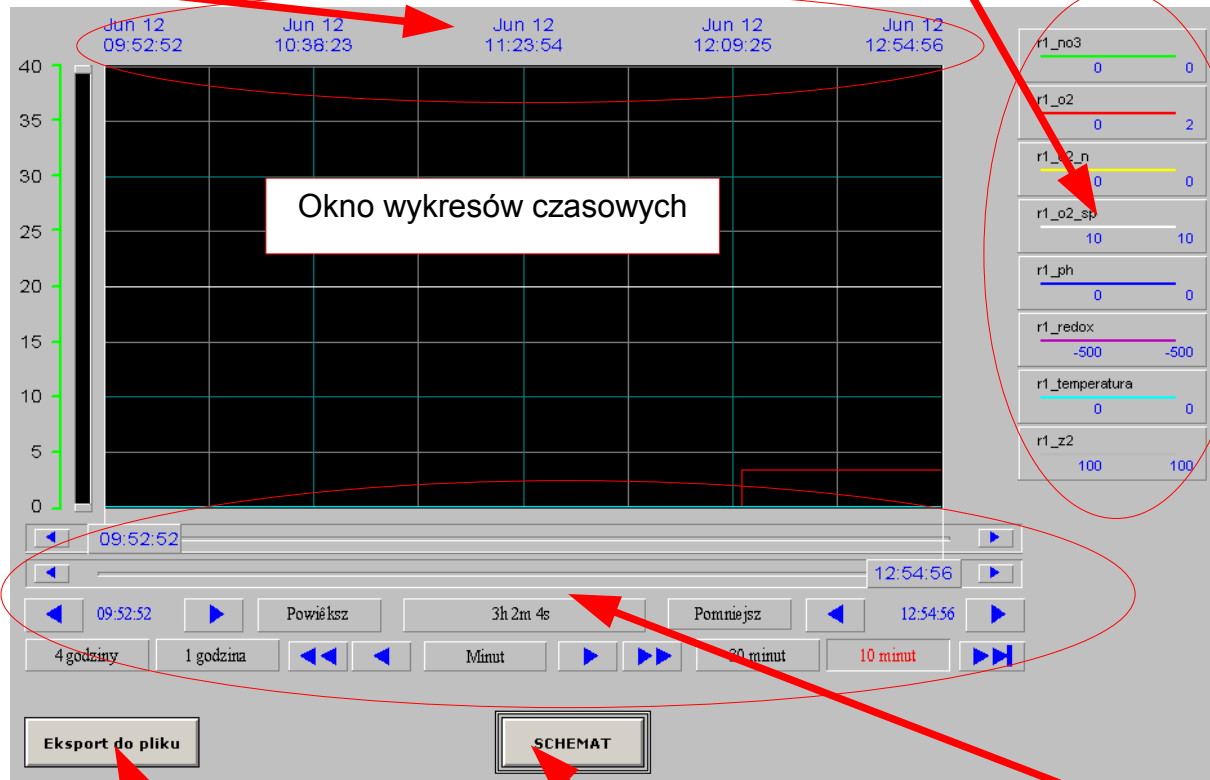 Jun 12 Jun 12 Jun 12 Jun 12 Jun 12
09:52:52 10:38:23 11:23:54 12:09:25 12:54:56
40
35
30
25
20
15
10
5
0
Okno wykresów czasowych
r1_no3
0 0
r1_o2
0 2
r1_o2_n
0 0
r1_o2_sp
10 10
r1_ph
0 0
r1_redox
-500 -500
r1_temperatura
0 0
r1_z2
100 100
09:52:52
12:54:56
09:52:52 Powiêksz 3h 2m 4s Pomniejsz 12:54:56
4 godziny 1 godzina Minut 30 minut 10 minut
Eksport do pliku SCHEMAT